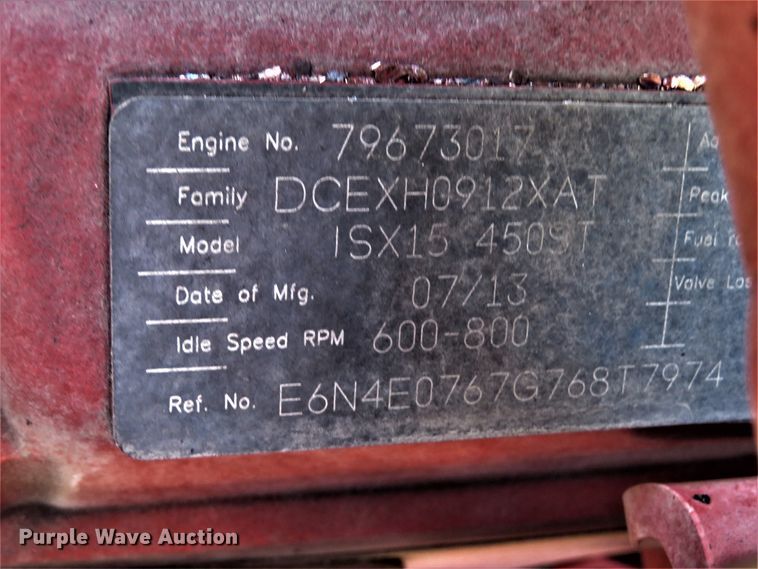 Engine No. 79673017
Family DCEXH0912XAT
Peak
Model ISX15 450ST
Fuel
Date of Mfg. 07/13
Valve
Idle Speed RPM 600-800
Ref. No. E6N4E0767G768T7974
Purple Wave Auction